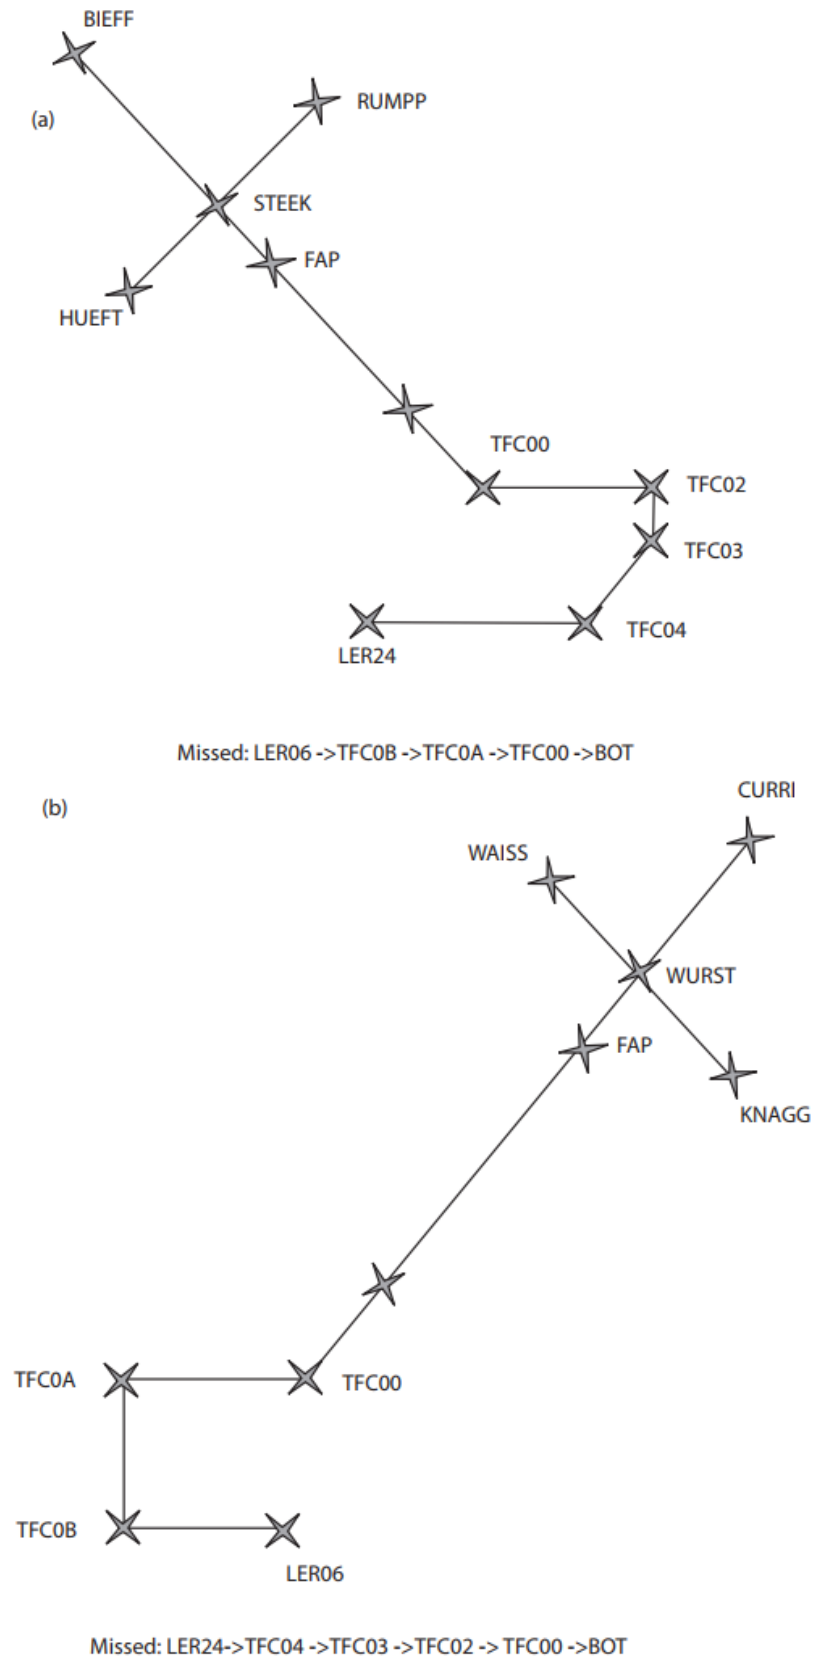 BIEFF
RUMPP
(a)
STEEK
FAP
HUEFT
TFC00
TFC02
TFC03
TFC04
LER24
Missed: LER06 ->TFC0B ->TFC0A ->TFC00 ->BOT
CURRI
(b)
WAISS
WURST
FAP
KNAGG
TFC0A
TFC00
TFC0B
LER06
Missed: LER24->TFC04 ->TFC03 ->TFC02 -> TFC00 ->BOT